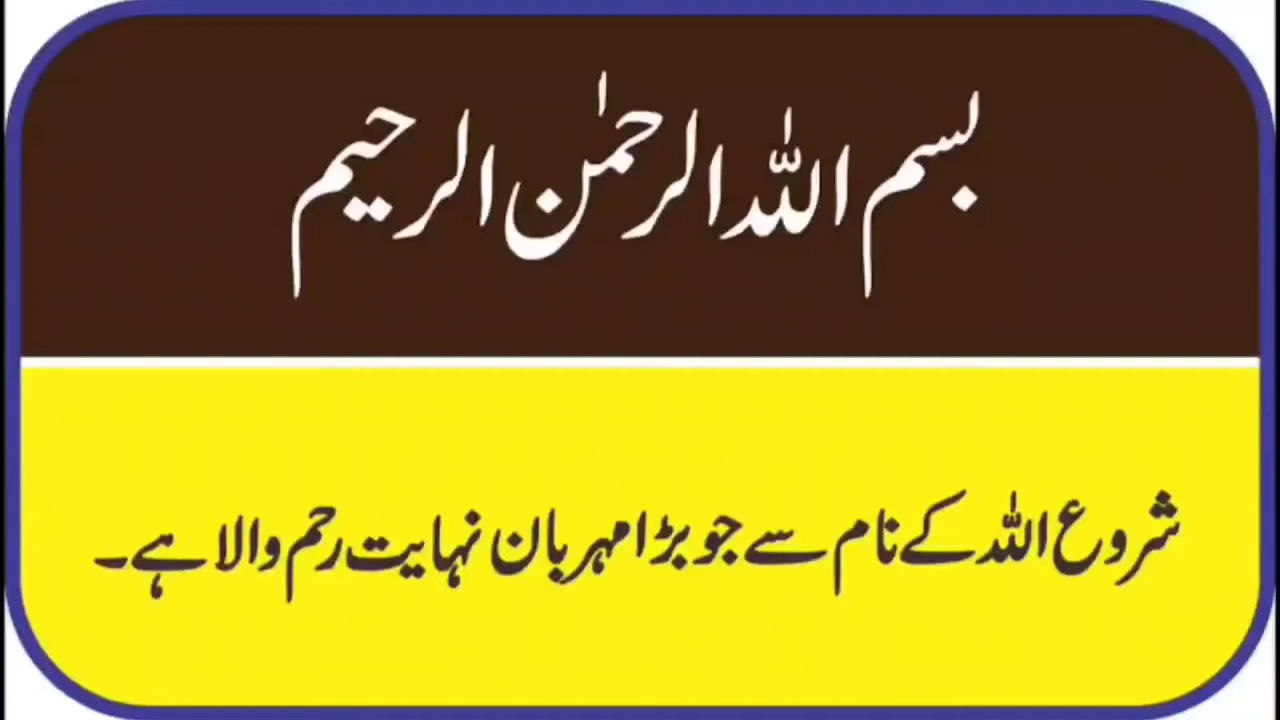 بسم اللہ الرحمٰن الرحیم
شروع اللہ کے نام سے جو بڑا مہربان نہایت رحم والا ہے۔